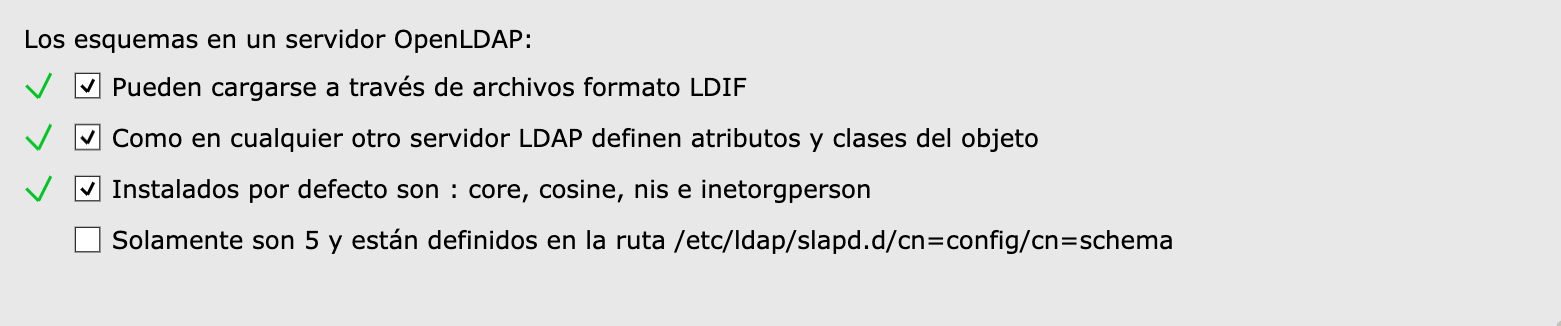 Los esquemas en un servidor OpenLDAP:
Pueden cargarse a través de archivos formato LDIF
Como en cualquier otro servidor LDAP definen atributos y clases del objeto
Instalados por defecto son : core, cosine, nis e inetorgperson
Solamente son 5 y están definidos en la ruta /etc/ldap/slapd.d/cn=config/cn=schema